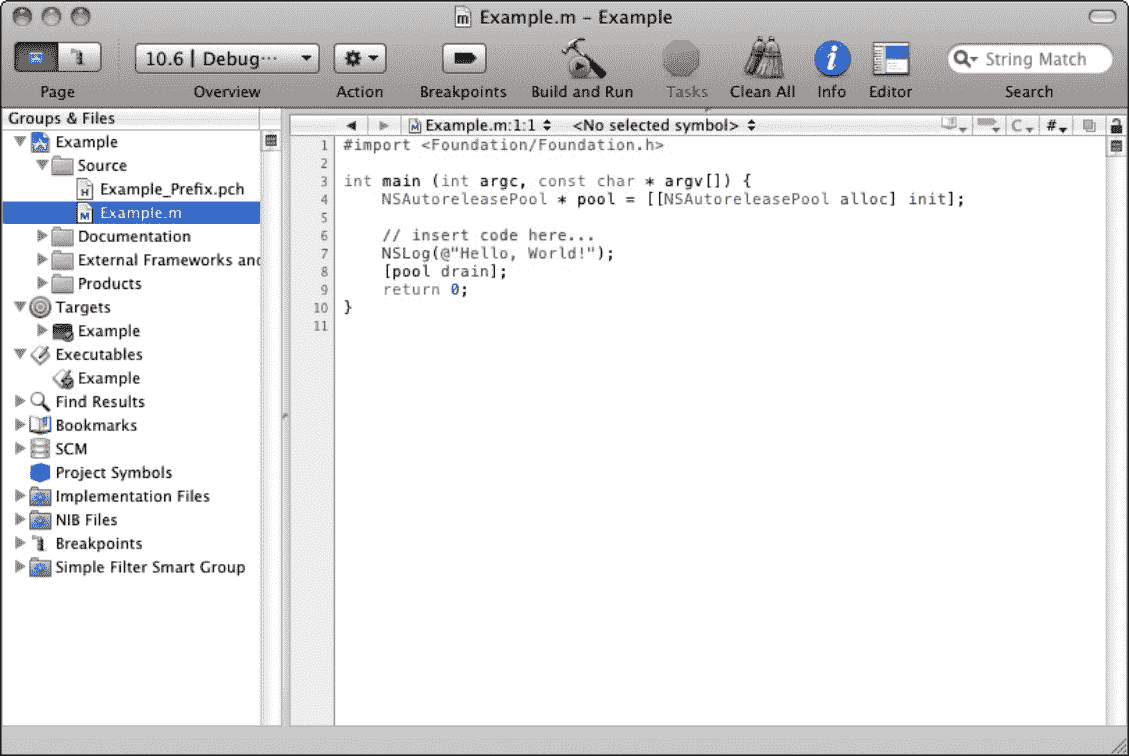 Example.m – Example
10.6 | Debug···
String Match
Page Overview Action Breakpoints Build and Run Tasks Clean All Info Editor Search
Groups & Files
Example
Source
Example_Prefix.pch
Example.m
Documentation
External Frameworks and
Products
Targets
Example
Executables
Example
Find Results
Bookmarks
SCM
Project Symbols
Implementation Files
NIB Files
Breakpoints
Simple Filter Smart Group
Example.m:1:1 <No selected symbol> C #
1 #import <Foundation/Foundation.h>
2
3 int main (int argc, const char * argv[]) {
4 NSAutoreleasePool * pool = [[NSAutoreleasePool alloc] init];
5
6 // insert code here...
7 NSLog(@"Hello, World!");
8 [pool drain];
9 return 0;
10 }
11